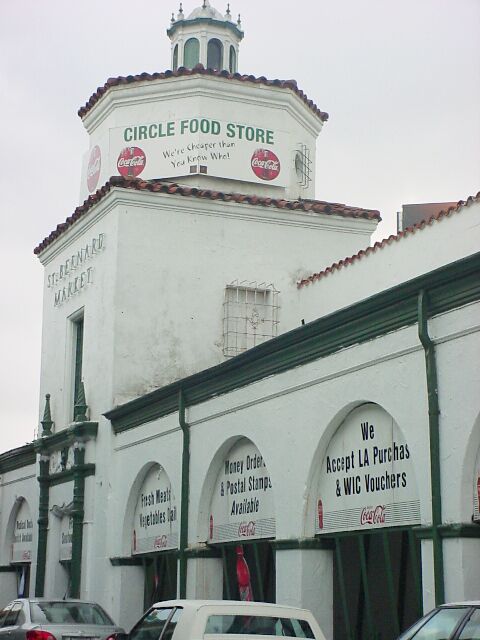 CIRCLE FOOD STORE
We're Cheaper than
You Know Who!
Coca-Cola
Coca-Cola
ST. BERNARD
MARKET
Fresh Meats
Vegetables Dail
Coca-Cola
Money Order
& Postal Stamps
Available
Coca-Cola
We
Accept LA Purchas
& WIC Vouchers
Coca-Cola